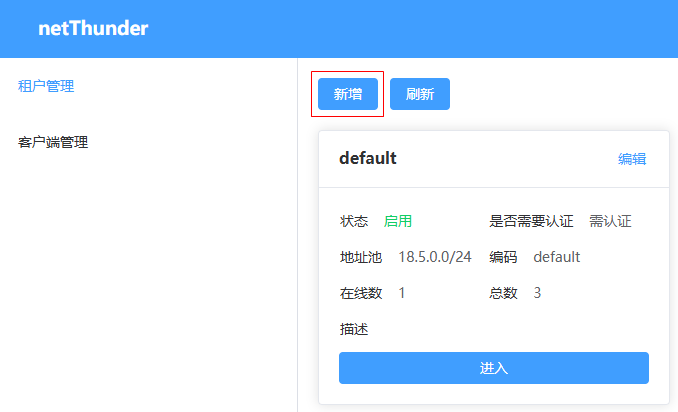 netThunder
租户管理
客户端管理
新增 刷新
default 编辑
状态 启用 是否需要认证 需认证
地址池 18.5.0.0/24 编码 default
在线数 1 总数 3
描述
进入